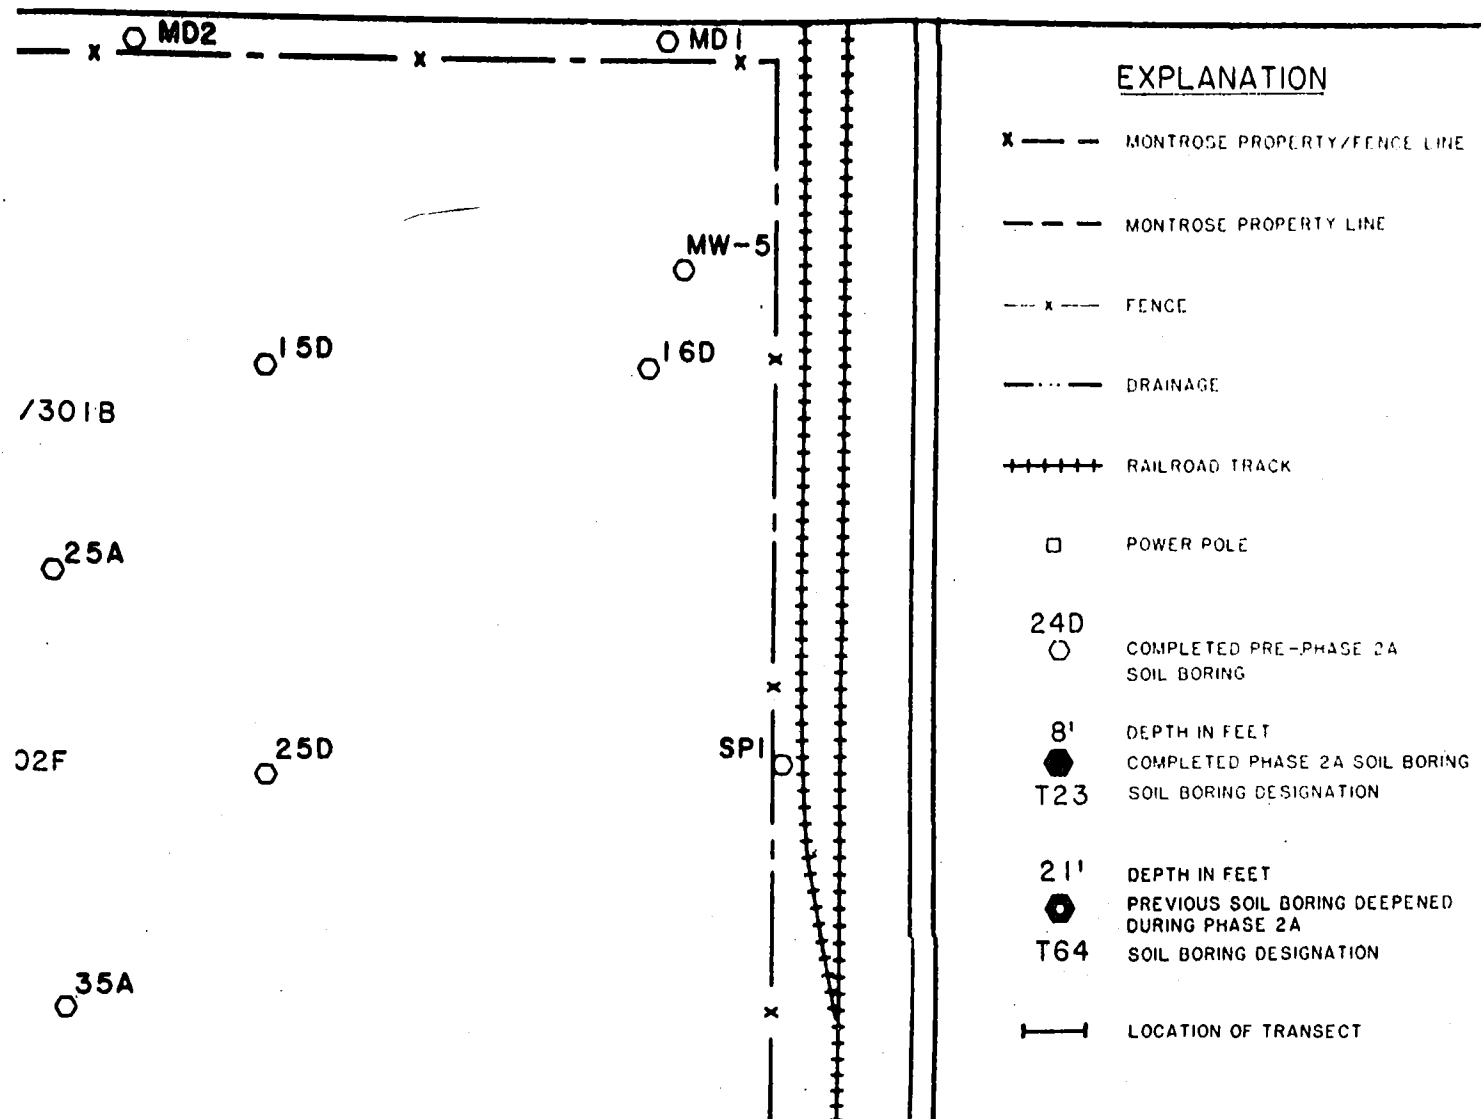 MD2
MD1
MW-5
15D
16D
/301B
25A
25D
SP1
02F
35A
EXPLANATION
X MONTROSE PROPERTY/FENCE LINE
MONTROSE PROPERTY LINE
x FENCE
DRAINAGE
RAILROAD TRACK
POWER POLE
24D
COMPLETED PRE-PHASE 2A
SOIL BORING
8' DEPTH IN FEET
COMPLETED PHASE 2A SOIL BORING
T23 SOIL BORING DESIGNATION
21' DEPTH IN FEET
PREVIOUS SOIL BORING DEEPENED
DURING PHASE 2A
T64 SOIL BORING DESIGNATION
LOCATION OF TRANSECT